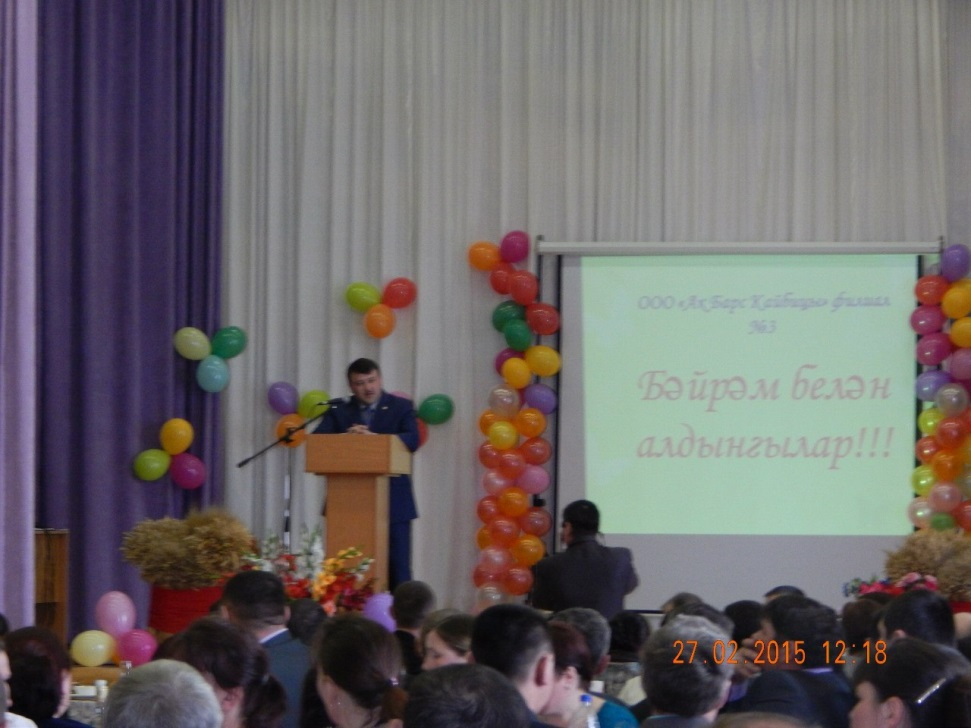 ООО «Ак Барс Кайбицы» филиал
№3
Бәйрәм белән
алдынгылар!!!
27.02.2015 12:18